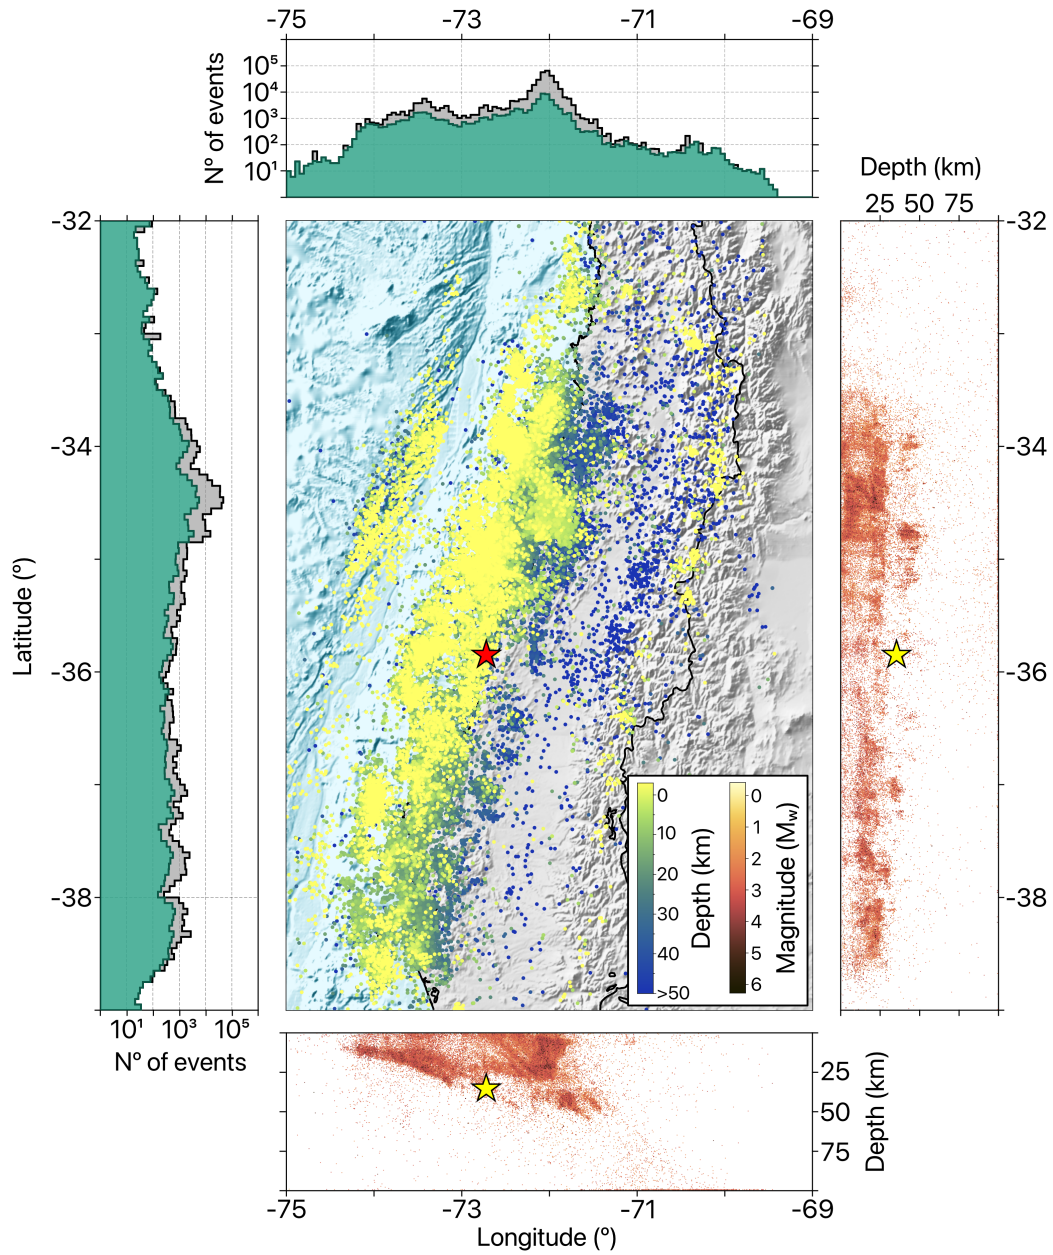 -75 -73 -71 -69
Nº of events
10⁵
10⁴
10³
10²
10¹
Depth (km)
25 50 75
-32
-34
-36
-38
Latitude (º)
-32
-34
-36
-38
10¹ 10³ 10⁵
Nº of events
0
10
20
30
40
>50
Depth (km)
0
1
2
3
4
5
6
Magnitude (Mw)
25
50
75
Depth (km)
-75 -73 -71 -69
Longitude (º)